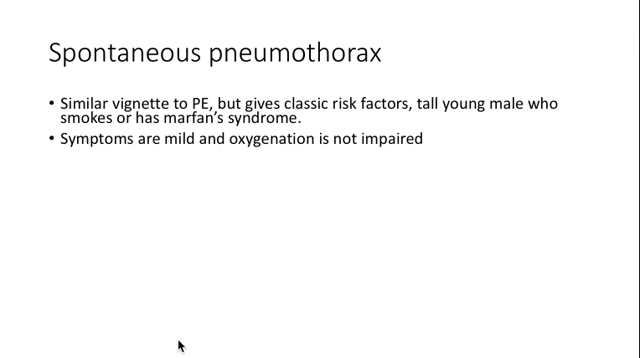 Spontaneous pneumothorax
• Similar vignette to PE, but gives classic risk factors, tall young male who
smokes or has marfan's syndrome.
• Symptoms are mild and oxygenation is not impaired